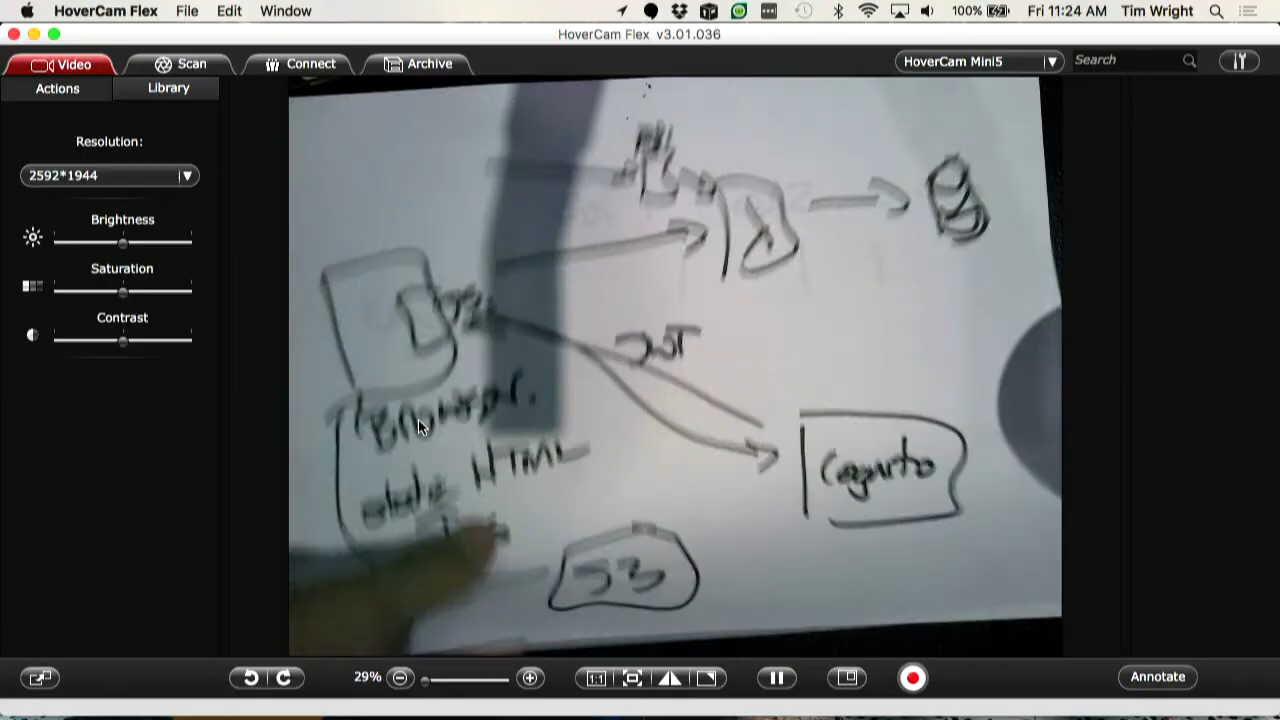 HoverCam Flex File Edit Window
100% Fri 11:24 AM Tim Wright
HoverCam Flex v3.01.036
Video Scan Connect Archive
HoverCam Mini5 Search
Actions Library
Resolution:
2592*1944
Brightness
Saturation
Contrast
λ
JWT
Browser
HTML
Cognito
S3
29% 1:1
Annotate